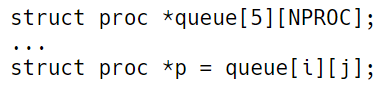 struct proc *queue[5][NPROC];
...
struct proc *p = queue[i][j];